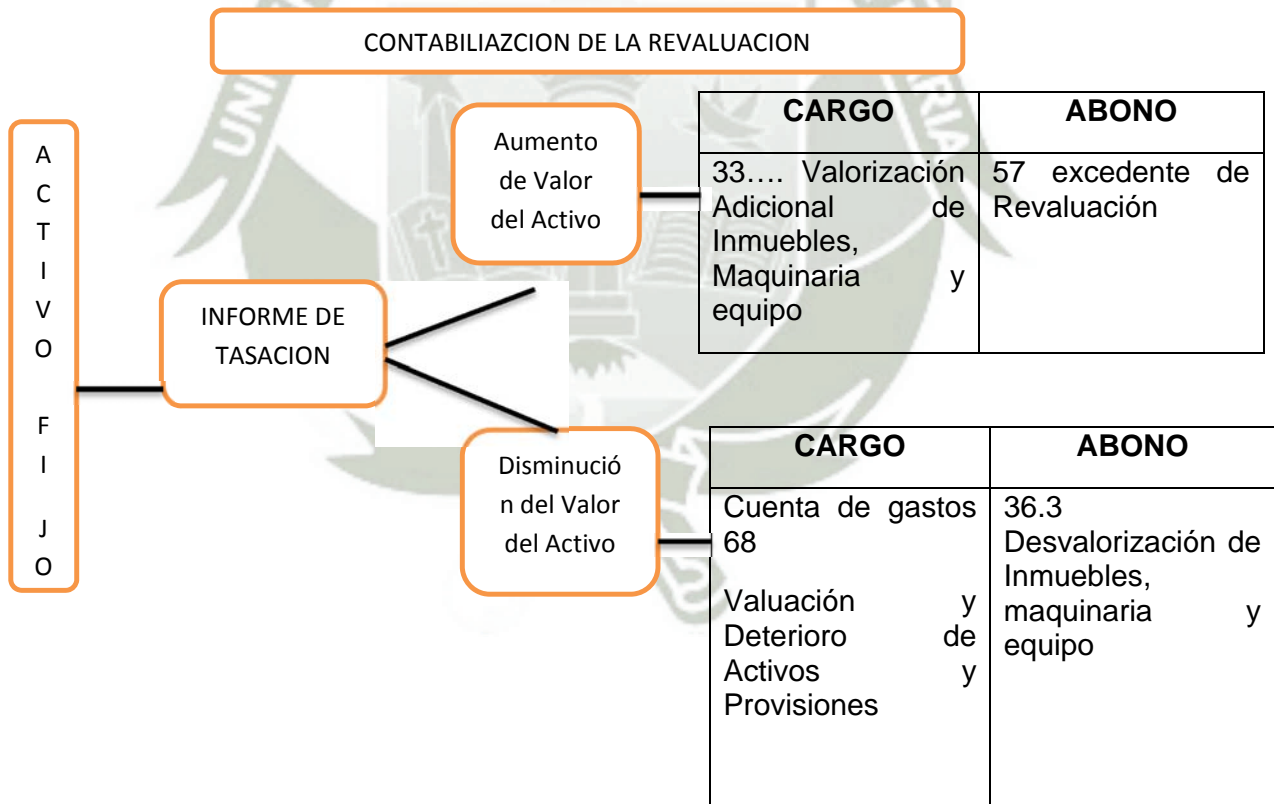 CONTABILIAZCION DE LA REVALUACION
A
C
T
I
V
O
F
I
J
O
INFORME DE
TASACION
Aumento
de Valor
del Activo
CARGO ABONO
33…. Valorización
Adicional de
Inmuebles,
Maquinaria y
equipo
57 excedente de
Revaluación
Disminució
n del Valor
del Activo
CARGO ABONO
Cuenta de gastos
68
Valuación y
Deterioro de
Activos y
Provisiones
36.3
Desvalorización de
Inmuebles,
maquinaria y
equipo